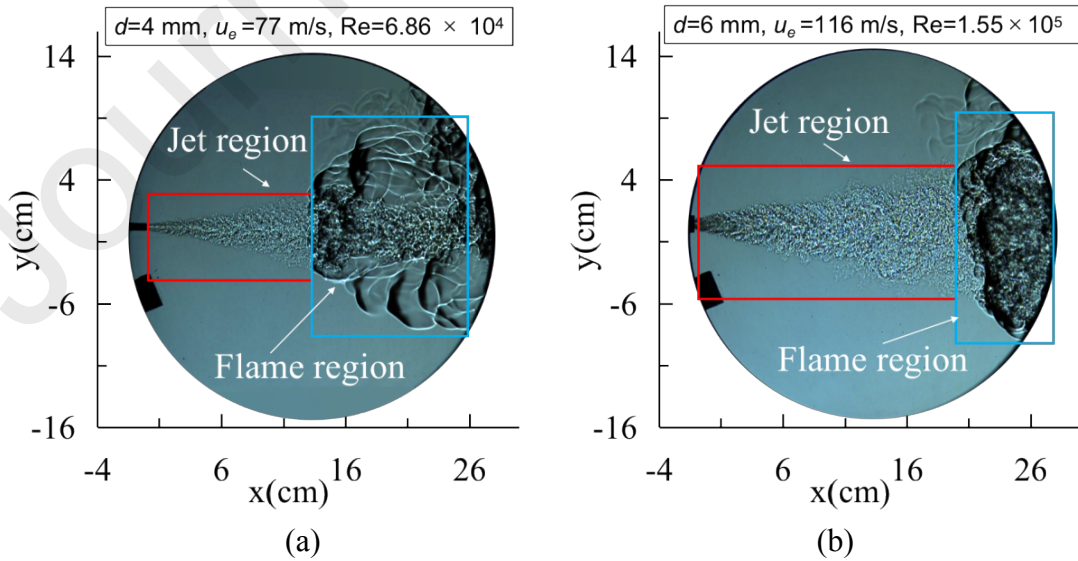 d=4 mm, uₑ=77 m/s, Re=6.86 × 10⁴
14
4
-6
-16
y(cm)
Jet region
Flame region
-4
6
16
26
x(cm)
(a)
d=6 mm, uₑ=116 m/s, Re=1.55×10⁵
14
4
-6
-16
y(cm)
Jet region
Flame region
-4
6
16
26
x(cm)
(b)